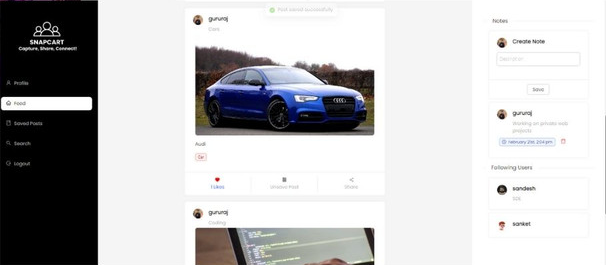 SNAPCART
Capture, Share, Connect!
Profile
Food
Saved Posts
Search
Logout
Post saved successfully
gururaj
Cars
Audi
Car
1 Likes
Unsave Post
Share
gururaj
Coding
Notes
Create Note
Description
Save
gururaj
Working on private web
projects
February 21st, 2:04 pm
Following Users
sandesh
sanket